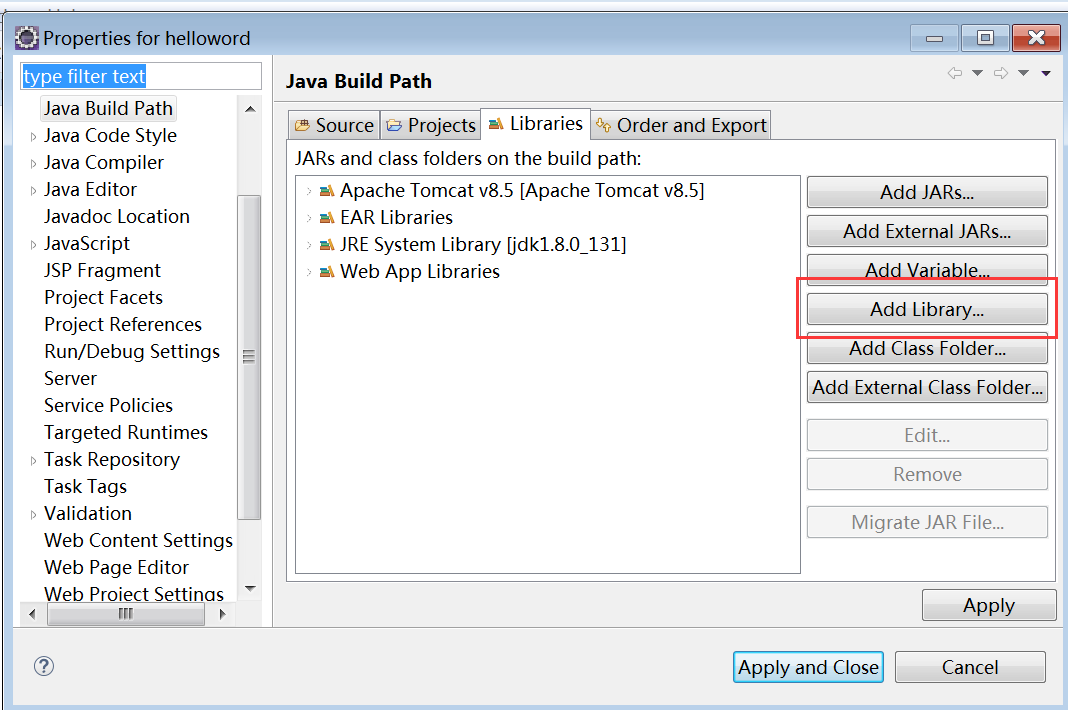 Properties for helloword
type filter text
Java Build Path
Java Code Style
Java Compiler
Java Editor
Javadoc Location
JavaScript
JSP Fragment
Project Facets
Project References
Run/Debug Settings
Server
Service Policies
Targeted Runtimes
Task Repository
Task Tags
Validation
Web Content Settings
Web Page Editor
Web Project Settings
Java Build Path
Source
Projects
Libraries
Order and Export
JARs and class folders on the build path:
Apache Tomcat v8.5 [Apache Tomcat v8.5]
EAR Libraries
JRE System Library [jdk1.8.0_131]
Web App Libraries
Add JARs...
Add External JARs...
Add Variable...
Add Library...
Add Class Folder...
Add External Class Folder...
Edit...
Remove
Migrate JAR File...
Apply
Apply and Close
Cancel